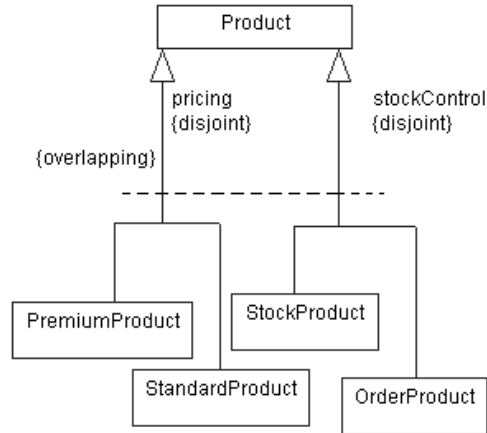 Product
pricing
{disjoint}
stockControl
{disjoint}
{overlapping}
PremiumProduct
StockProduct
StandardProduct
OrderProduct